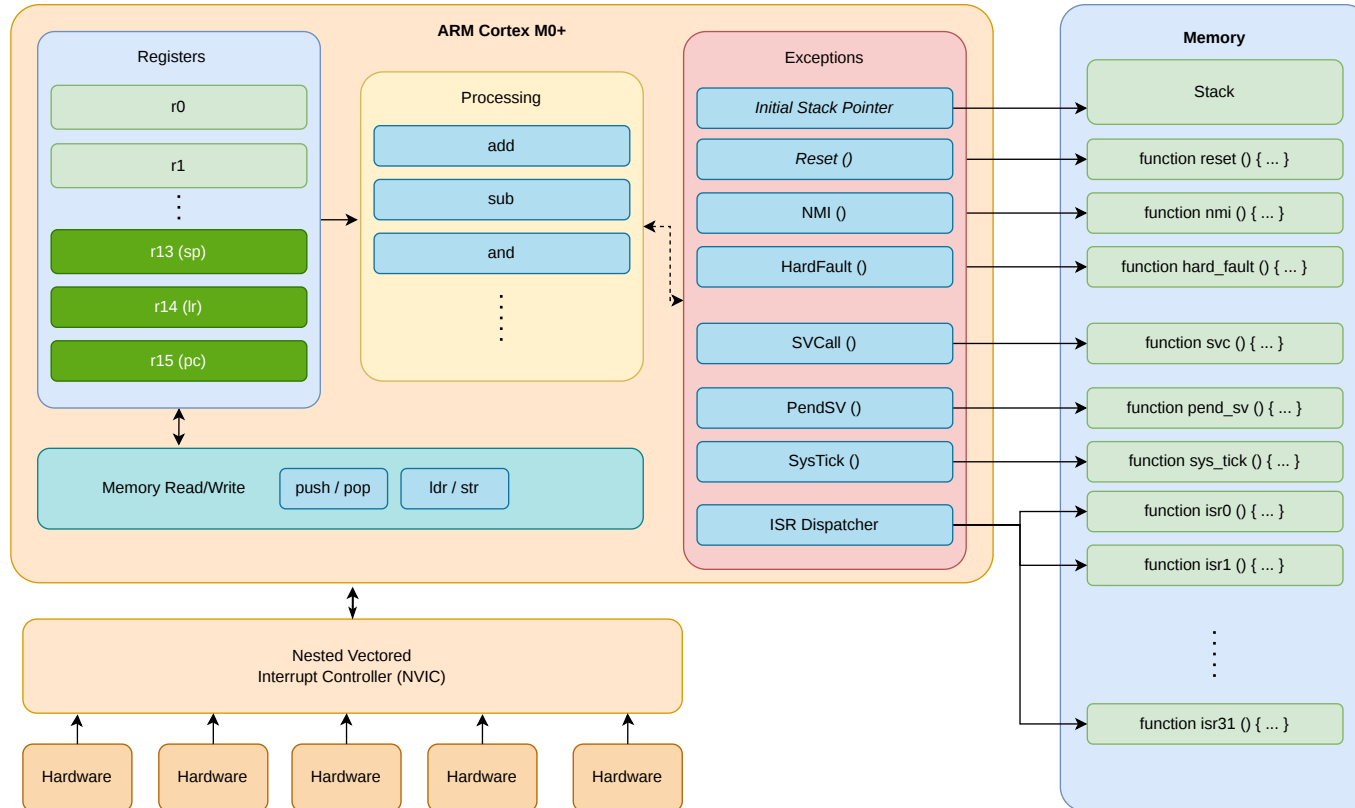 ARM Cortex M0+
Registers
r0
r1
r13 (sp)
r14 (lr)
r15 (pc)
Processing
add
sub
and
Memory Read/Write
push / pop
ldr / str
Exceptions
Initial Stack Pointer
Reset ()
NMI ()
HardFault ()
SVCall ()
PendSV ()
SysTick ()
ISR Dispatcher
Memory
Stack
function reset () { ... }
function nmi () { ... }
function hard_fault () { ... }
function svc () { ... }
function pend_sv () { ... }
function sys_tick () { ... }
function isr0 () { ... }
function isr1 () { ... }
function isr31 () { ... }
Nested Vectored
Interrupt Controller (NVIC)
Hardware
Hardware
Hardware
Hardware
Hardware